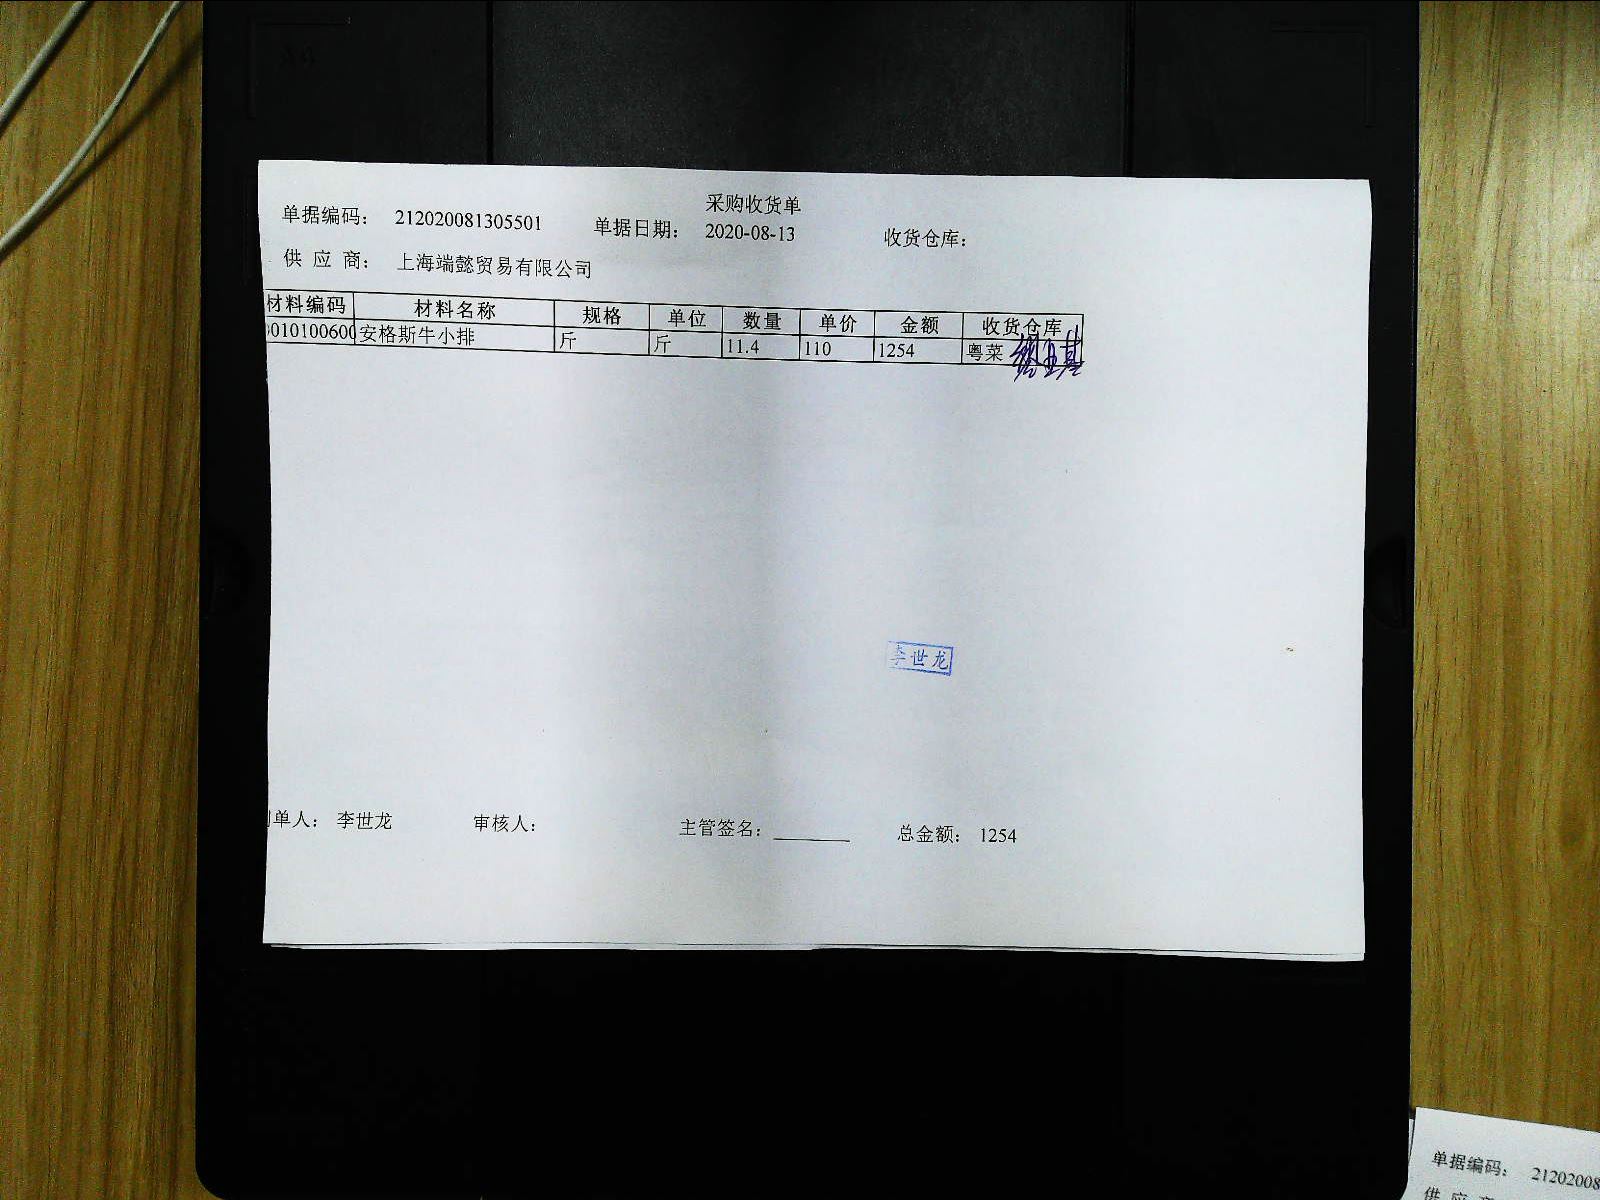 采购收货单
单据编码： 212020081305501 单据日期： 2020-08-13 收货仓库：
供 应 商： 上海端懿贸易有限公司
材料编码 材料名称 规格 单位 数量 单价 金额 收货仓库
010100600 安格斯牛小排 斤 斤 11.4 110 1254 粤菜
李世龙
单人： 李世龙 审核人： 主管签名： 总金额： 1254
单据编码： 21202008
供 应